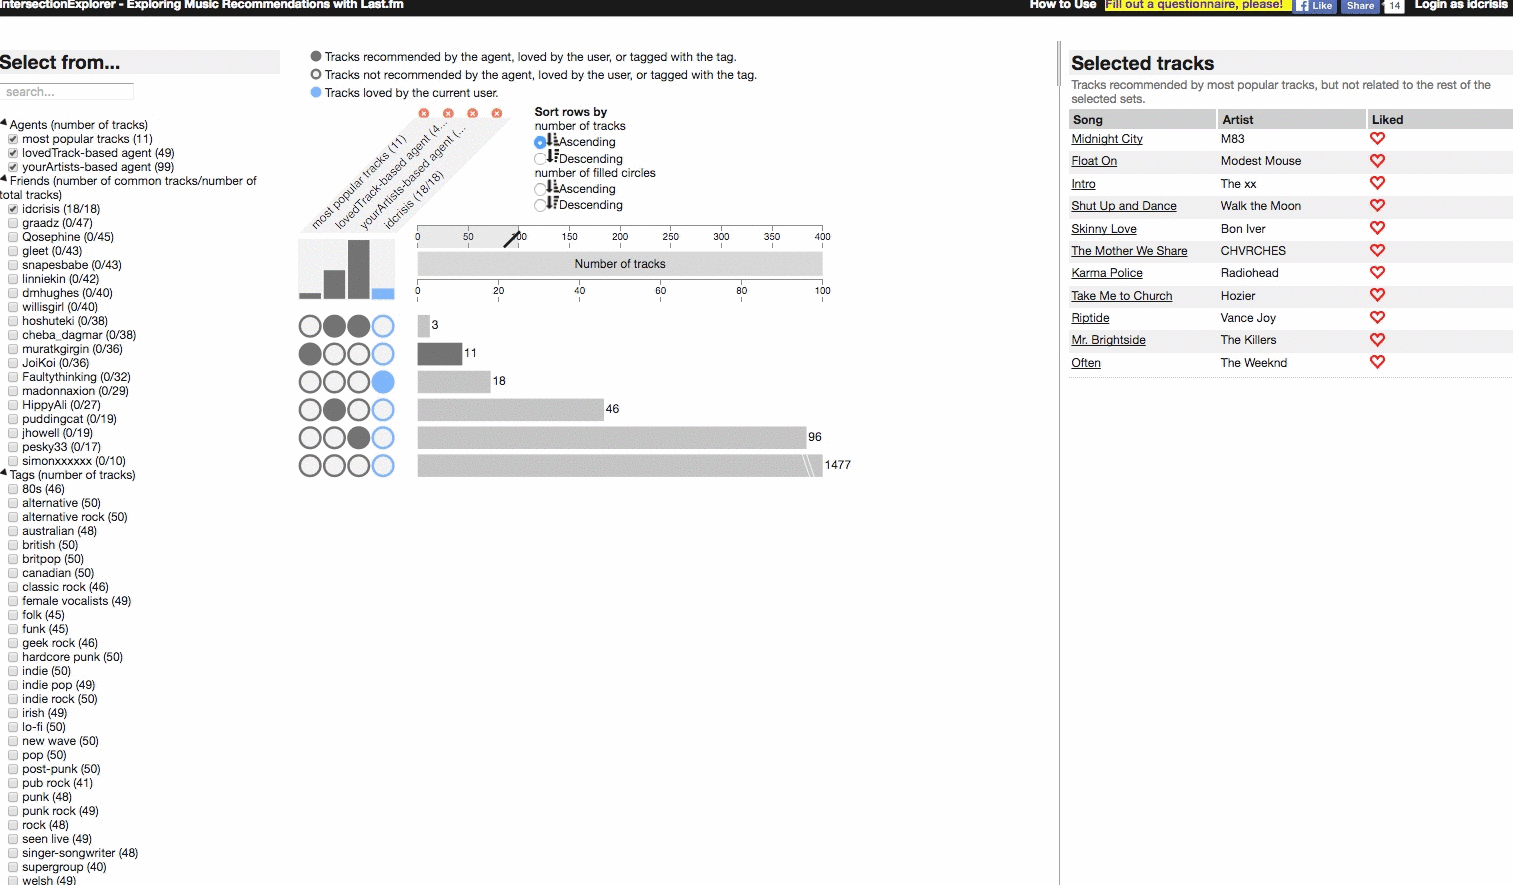 IntersectionExplorer - Exploring Music Recommendations with Last.fm
How to Use Fill out a questionnaire, please! Like Share 14 Login as idcrisis
Select from...
search...
Agents (number of tracks)
most popular tracks (11)
lovedTrack-based agent (49)
yourArtists-based agent (99)
Friends (number of common tracks/number of
total tracks)
idcrisis (18/18)
graadz (0/47)
Qosephine (0/45)
gleet (0/43)
snapesbabe (0/43)
linniekin (0/42)
dmhughes (0/40)
willisgirl (0/40)
hoshuteki (0/38)
cheba_dagmar (0/38)
muratkgirgin (0/36)
JoiKoi (0/36)
Faultythinking (0/32)
madonnaxion (0/29)
HippyAli (0/27)
puddingcat (0/19)
jhowell (0/19)
pesky33 (0/17)
simonxxxxxx (0/10)
Tags (number of tracks)
80s (46)
alternative (50)
alternative rock (50)
australian (48)
british (50)
britpop (50)
canadian (50)
classic rock (46)
female vocalists (49)
folk (45)
funk (45)
geek rock (46)
hardcore punk (50)
indie (50)
indie pop (49)
indie rock (50)
irish (49)
lo-fi (50)
new wave (50)
pop (50)
post-punk (50)
pub rock (41)
punk (48)
punk rock (49)
rock (48)
seen live (49)
singer-songwriter (48)
supergroup (40)
welsh (49)
Tracks recommended by the agent, loved by the user, or tagged with the tag.
Tracks not recommended by the agent, loved by the user, or tagged with the tag.
Tracks loved by the current user.
most popular tracks (11)
lovedTrack-based agent (4...
yourArtists-based agent (...
idcrisis (18/18)
Sort rows by
number of tracks
Ascending
Descending
number of filled circles
Ascending
Descending
0 50 100 150 200 250 300 350 400
Number of tracks
0 20 40 60 80 100
3
11
18
46
96
1477
Selected tracks
Tracks recommended by most popular tracks, but not related to the rest of the
selected sets.
Song Artist Liked
Midnight City M83
Float On Modest Mouse
Intro The xx
Shut Up and Dance Walk the Moon
Skinny Love Bon Iver
The Mother We Share CHVRCHES
Karma Police Radiohead
Take Me to Church Hozier
Riptide Vance Joy
Mr. Brightside The Killers
Often The Weeknd